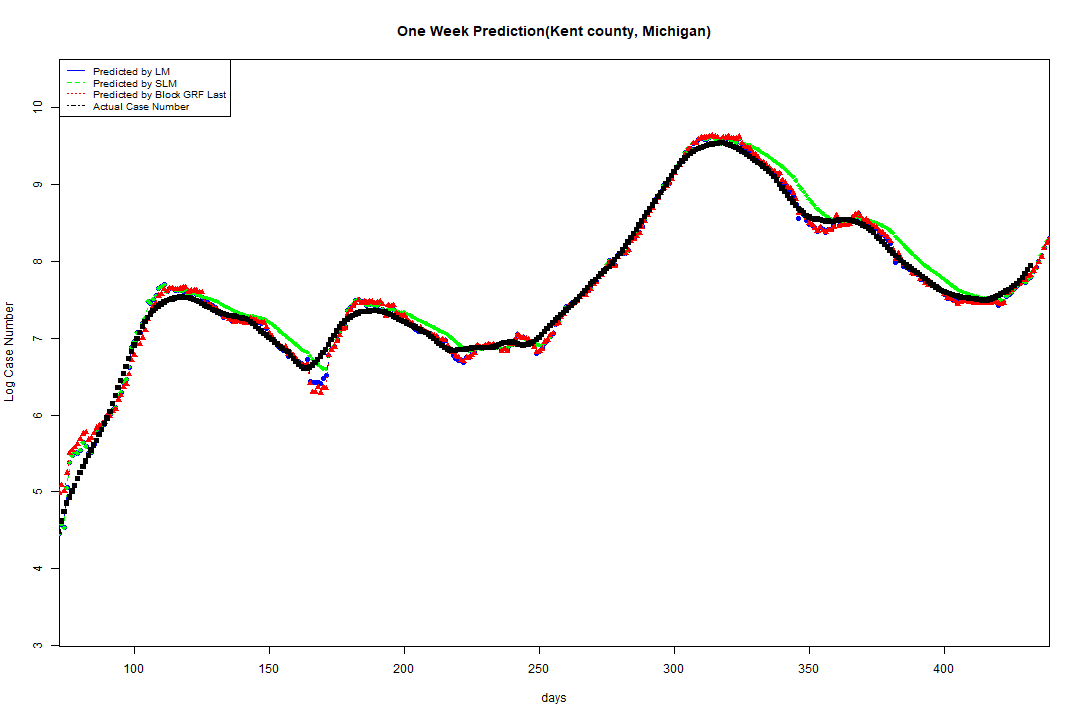 One Week Prediction(Kent county, Michigan)
Predicted by LM
Predicted by SLM
Predicted by Block GRF Last
Actual Case Number
10
9
8
7
6
5
4
3
Log Case Number
100 150 200 250 300 350 400
days